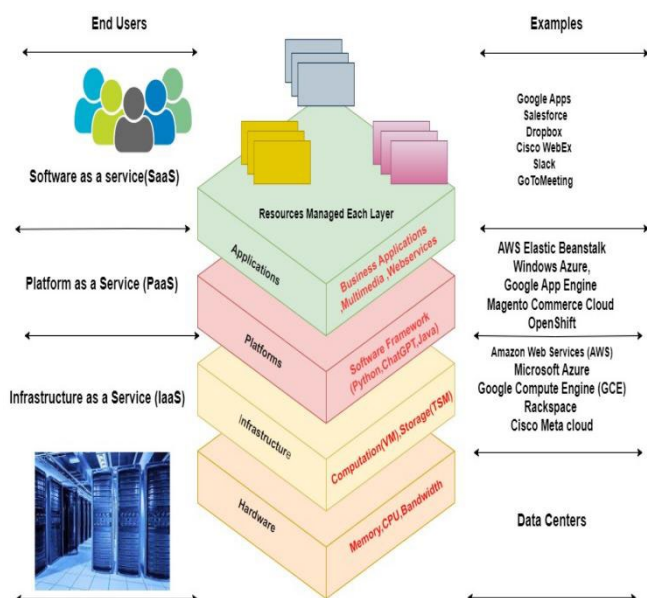 End Users
Examples
Google Apps
Salesforce
Dropbox
Cisco WebEx
Slack
GoToMeeting
Software as a service(SaaS)
Resources Managed Each Layer
Applications
Business Applications
,Multimedia ,Webservices
AWS Elastic Beanstalk
Windows Azure,
Google App Engine
Magento Commerce Cloud
OpenShift
Platform as a Service (PaaS)
Platforms
Software Framework
(Python,ChatGPT,Java)
Amazon Web Services (AWS)
Microsoft Azure
Google Compute Engine (GCE)
Rackspace
Cisco Meta cloud
Infrastructure as a Service (IaaS)
Infrastructure
Computation(VM),Storage(TSM)
Hardware
Memory,CPU,Bandwidth
Data Centers